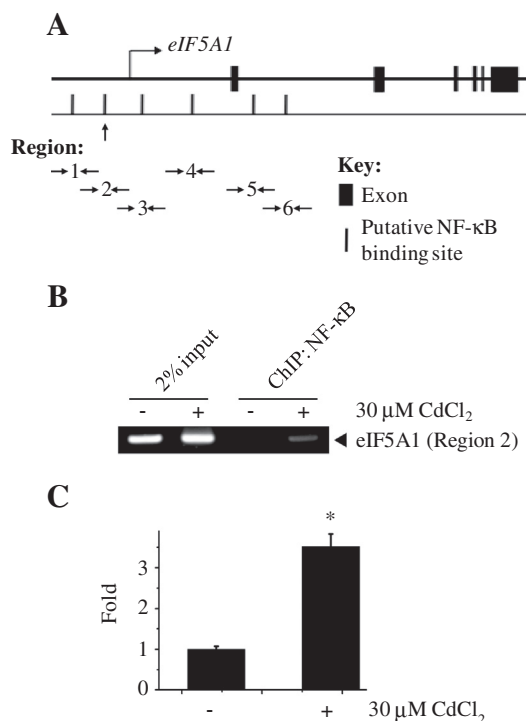 A
eIF5A1
Region:
1
2
3
4
5
6
Key:
Exon
Putative NF-κB
binding site
B
2% input
ChIP: NF-κB
- + - + 30 µM CdCl2
eIF5A1 (Region 2)
C
*
Fold
3
2
1
0
- + 30 µM CdCl2